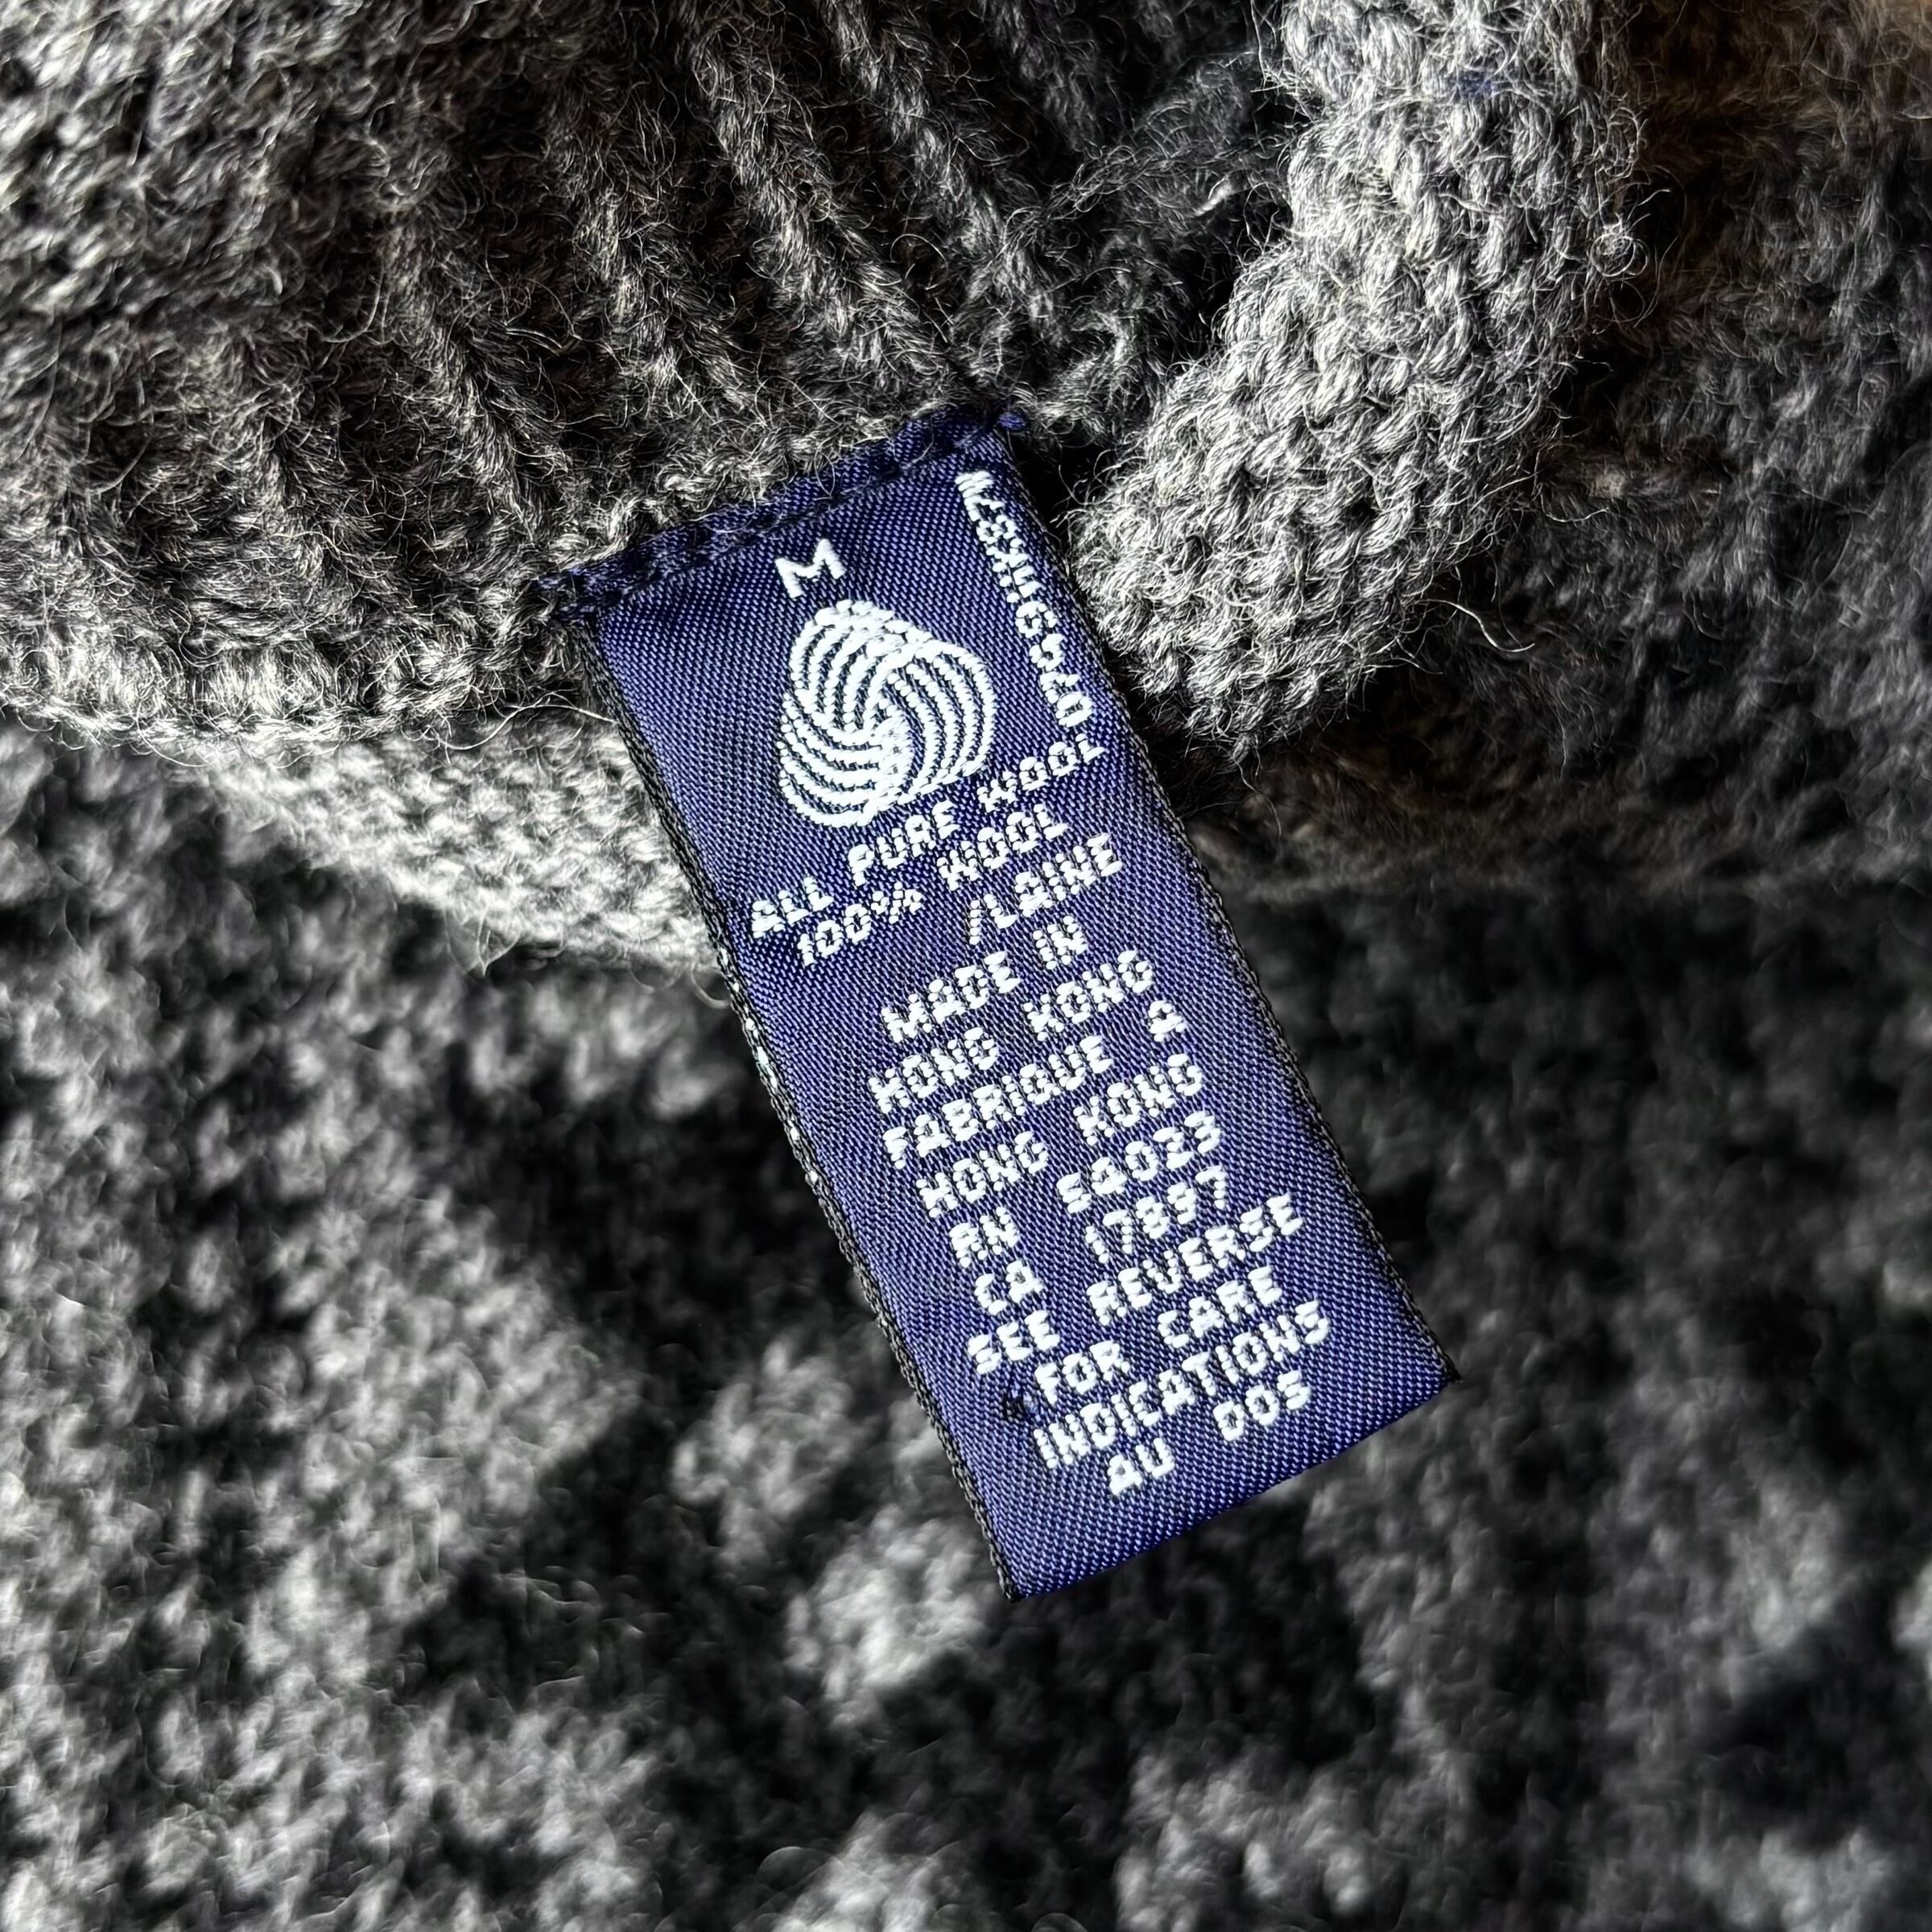 M
ALL PURE WOOL
100% WOOL
/LAINE
MADE IN
HONG KONG
FABRIQUE A
HONG KONG
RN 54023
CA 17897
SEE REVERSE
FOR CARE
INDICATIONS
AU DOS